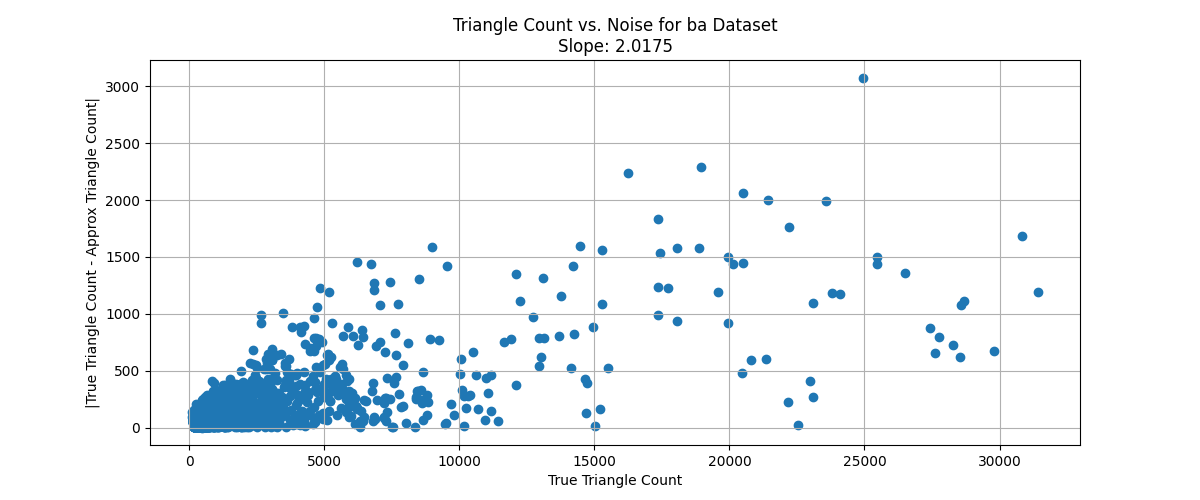 Triangle Count vs. Noise for ba Dataset
Slope: 2.0175
|True Triangle Count - Approx Triangle Count|
3000
2500
2000
1500
1000
500
0
0 5000 10000 15000 20000 25000 30000
True Triangle Count